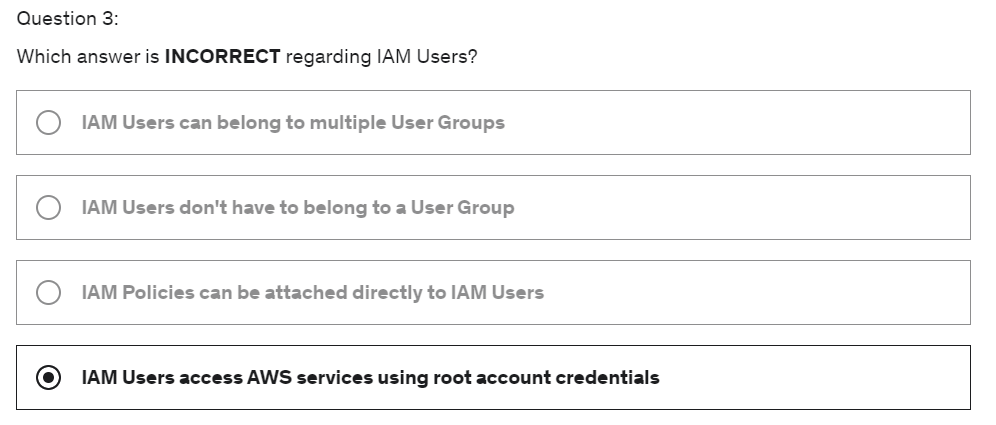 Question 3:
Which answer is INCORRECT regarding IAM Users?
IAM Users can belong to multiple User Groups
IAM Users don't have to belong to a User Group
IAM Policies can be attached directly to IAM Users
IAM Users access AWS services using root account credentials